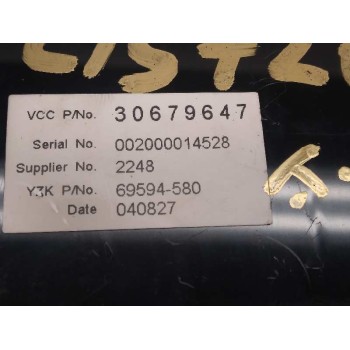 VCC P/No. 30679647
Serial No. 002000014528
Supplier No. 2248
Y3K P/No. 69594-580
Date 040827